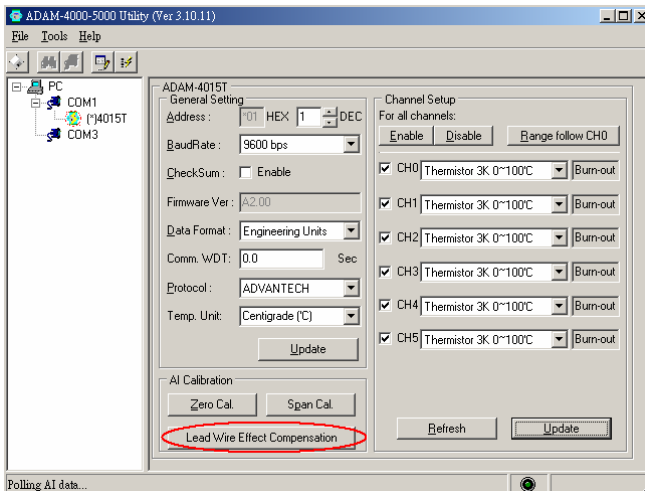 ADAM-4000-5000 Utility (Ver 3.10.11)
File Tools Help
PC
COM1
(*)4015T
COM3
ADAM-4015T
General Setting
Address : *01 HEX 1 DEC
BaudRate : 9600 bps
CheckSum : Enable
Firmware Ver : A2.00
Data Format : Engineering Units
Comm. WDT: 0.0 Sec
Protocol : ADVANTECH
Temp. Unit: Centigrade (℃)
Update
AI Calibration
Zero Cal. Span Cal.
Lead Wire Effect Compensation
Channel Setup
For all channels:
Enable Disable Range follow CH0
CH0 Thermistor 3K 0~100℃ Burn-out
CH1 Thermistor 3K 0~100℃ Burn-out
CH2 Thermistor 3K 0~100℃ Burn-out
CH3 Thermistor 3K 0~100℃ Burn-out
CH4 Thermistor 3K 0~100℃ Burn-out
CH5 Thermistor 3K 0~100℃ Burn-out
Refresh Update
Polling AI data...